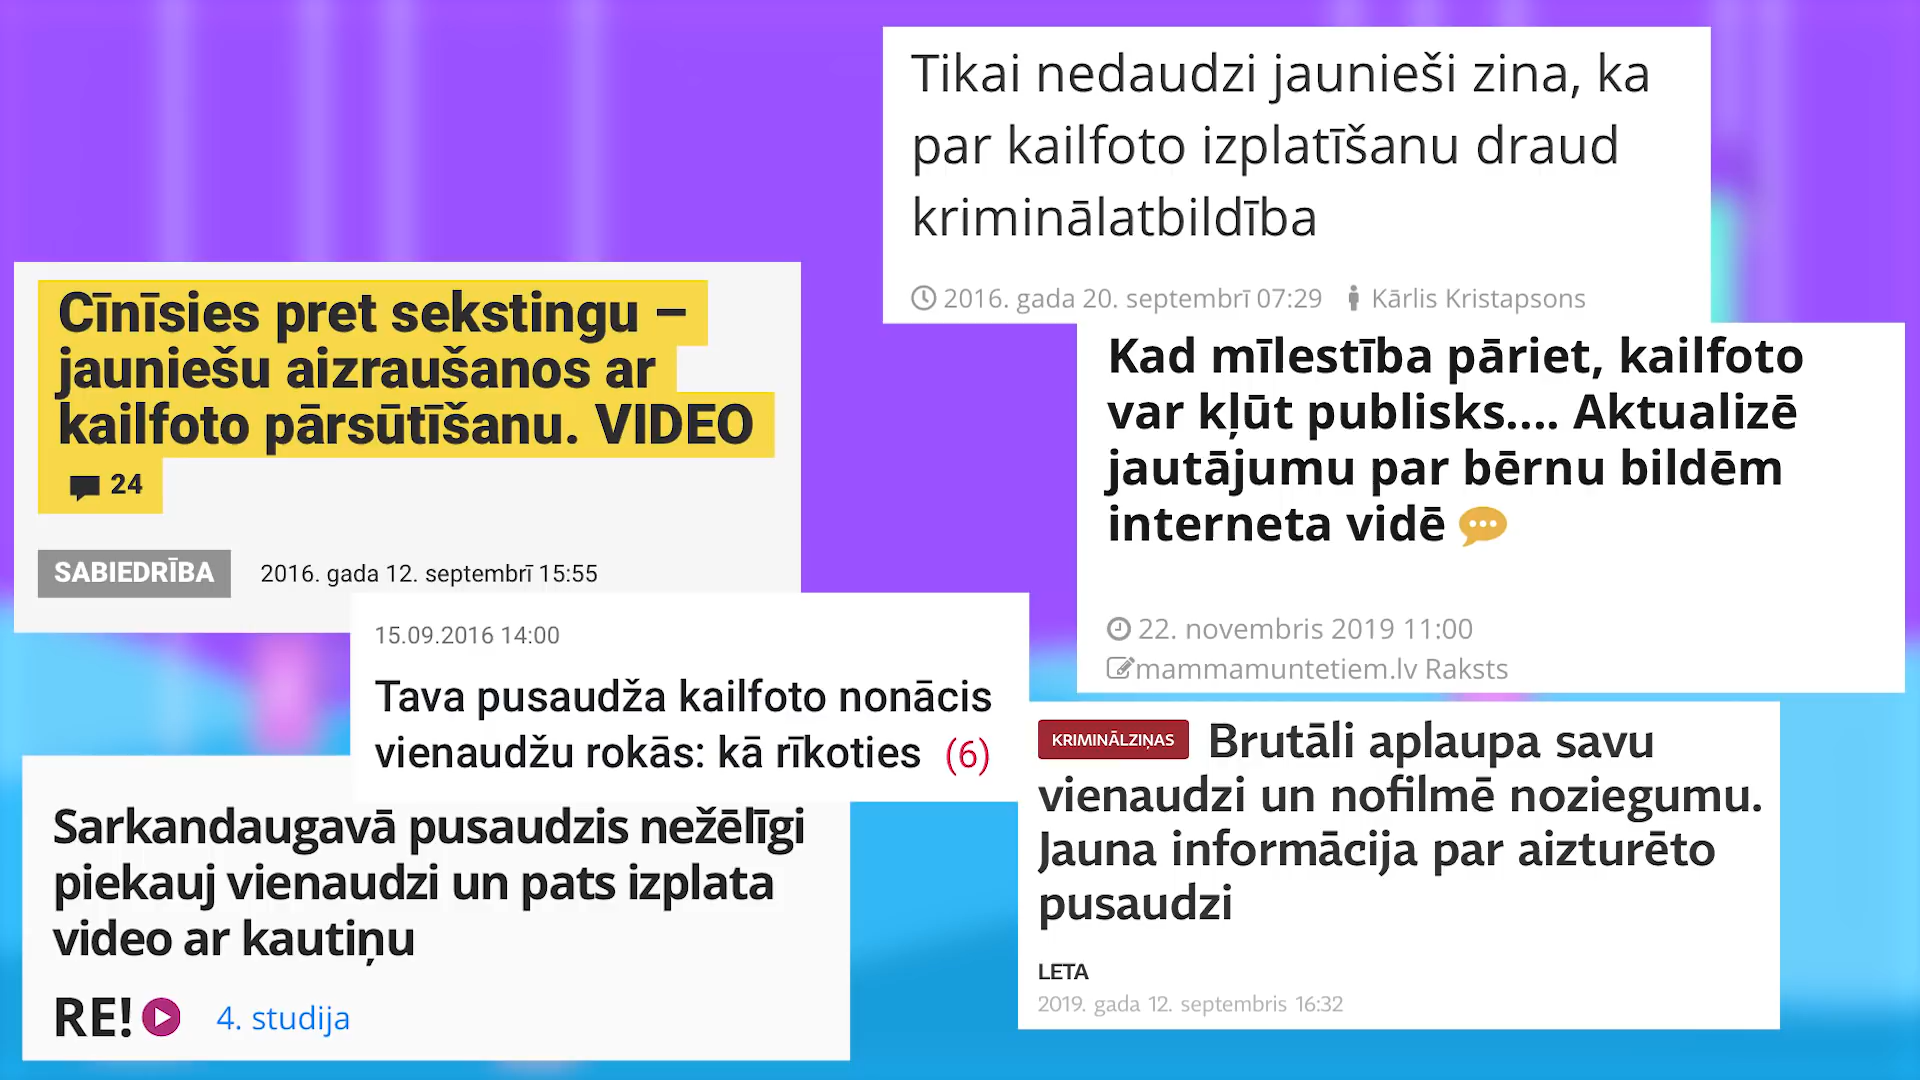 Tikai nedaudzi jaunieši zina, ka
par kailfoto izplatīšanu draud
kriminālatbildība
2016. gada 20. septembrī 07:29 Kārlis Kristapsons
Cīnīsies pret sekstingu –
jauniešu aizraušanos ar
kailfoto pārsūtīšanu. VIDEO
24
SABIEDRĪBA 2016. gada 12. septembrī 15:55
Kad mīlestība pāriet, kailfoto
var kļūt publisks.... Aktualizē
jautājumu par bērnu bildēm
interneta vidē
22. novembris 2019 11:00
mammamuntetiem.lv Raksts
15.09.2016 14:00
Tava pusaudža kailfoto nonācis
vienaudžu rokās: kā rīkoties (6)
KRIMINĀLZIŅAS Brutāli aplaupa savu
vienaudzi un nofilmē noziegumu.
Jauna informācija par aizturēto
pusaudzi
LETA
2019. gada 12. septembris 16:32
Sarkandaugavā pusaudzis nežēlīgi
piekauj vienaudzi un pats izplata
video ar kautiņu
RE! 4. studija